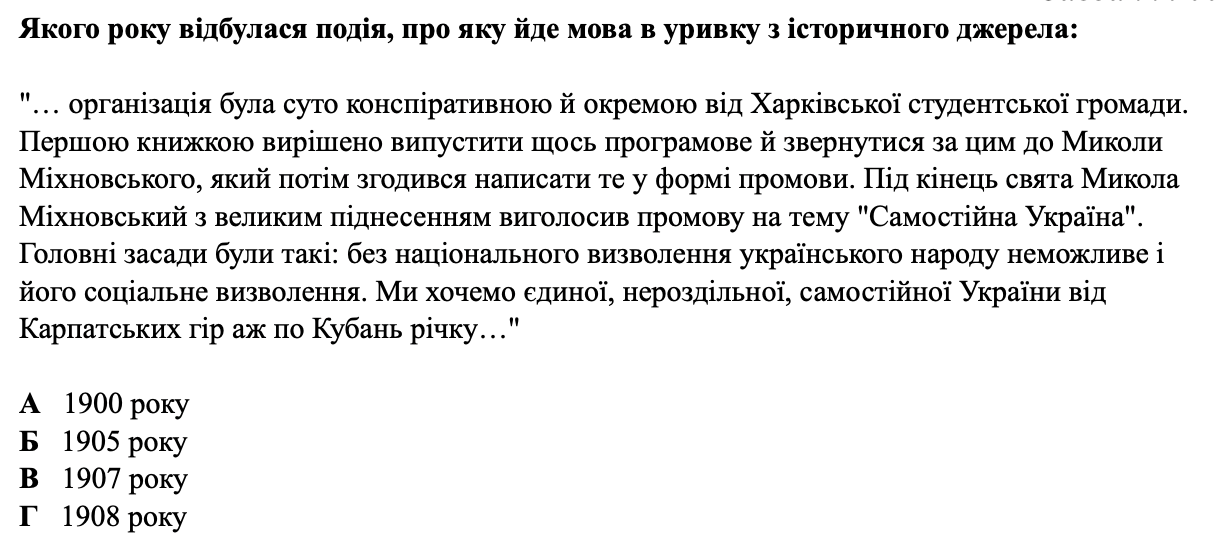 Якого року відбулася подія, про яку йде мова в уривку з історичного джерела:
"… організація була суто конспіративною й окремою від Харківської студентської громади.
Першою книжкою вирішено випустити щось програмове й звернутися за цим до Миколи
Міхновського, який потім згодився написати те у формі промови. Під кінець свята Микола
Міхновський з великим піднесенням виголосив промову на тему "Самостійна Україна".
Головні засади були такі: без національного визволення українського народу неможливе і
його соціальне визволення. Ми хочемо єдиної, нероздільної, самостійної України від
Карпатських гір аж по Кубань річку…"
А 1900 року
Б 1905 року
В 1907 року
Г 1908 року